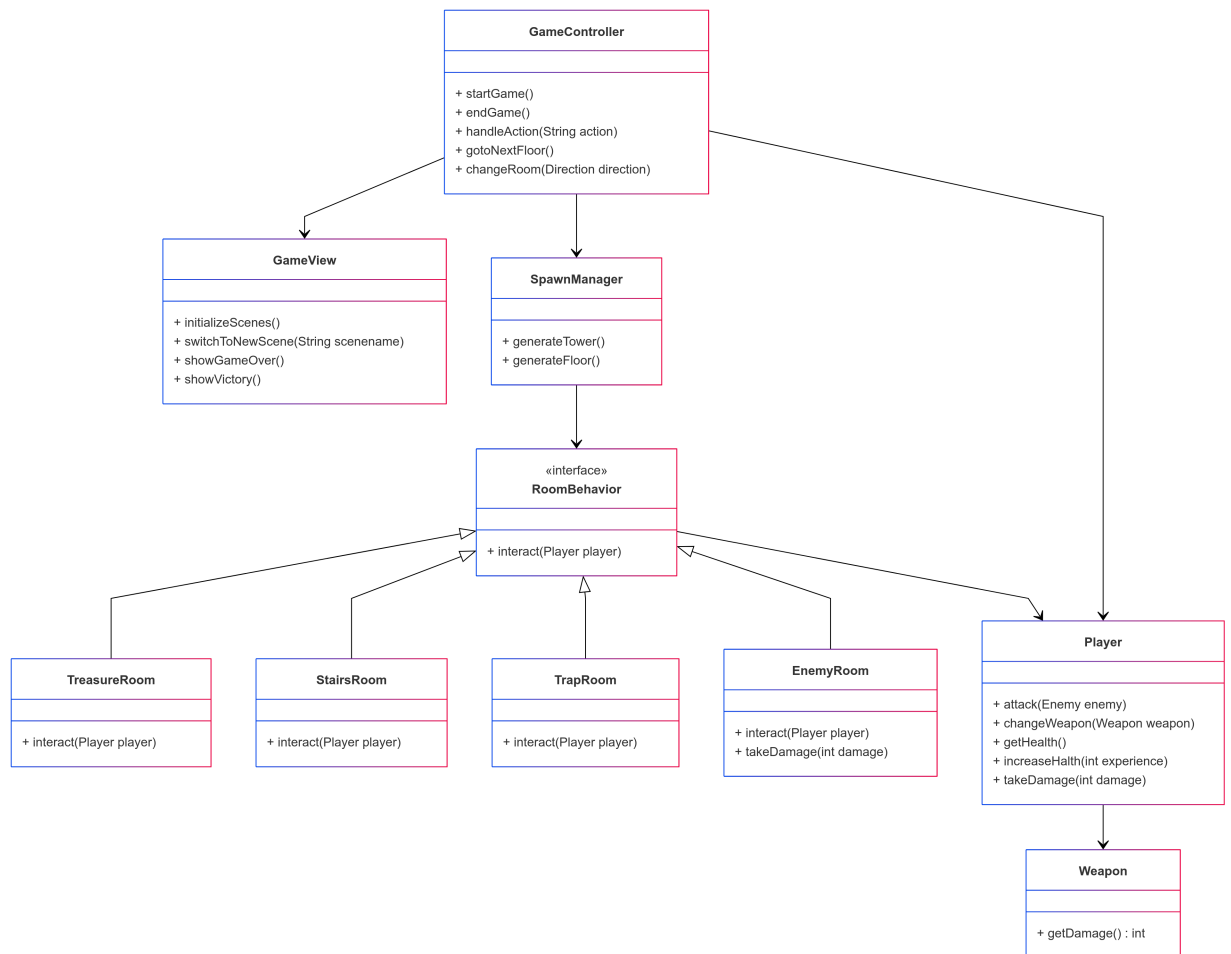 GameController
+ startGame()
+ endGame()
+ handleAction(String action)
+ gotoNextFloor()
+ changeRoom(Direction direction)
GameView
+ initializeScenes()
+ switchToNewScene(String scenename)
+ showGameOver()
+ showVictory()
SpawnManager
+ generateTower()
+ generateFloor()
«interface»
RoomBehavior
+ interact(Player player)
TreasureRoom
+ interact(Player player)
StairsRoom
+ interact(Player player)
TrapRoom
+ interact(Player player)
EnemyRoom
+ interact(Player player)
+ takeDamage(int damage)
Player
+ attack(Enemy enemy)
+ changeWeapon(Weapon weapon)
+ getHealth()
+ increaseHalth(int experience)
+ takeDamage(int damage)
Weapon
+ getDamage() : int